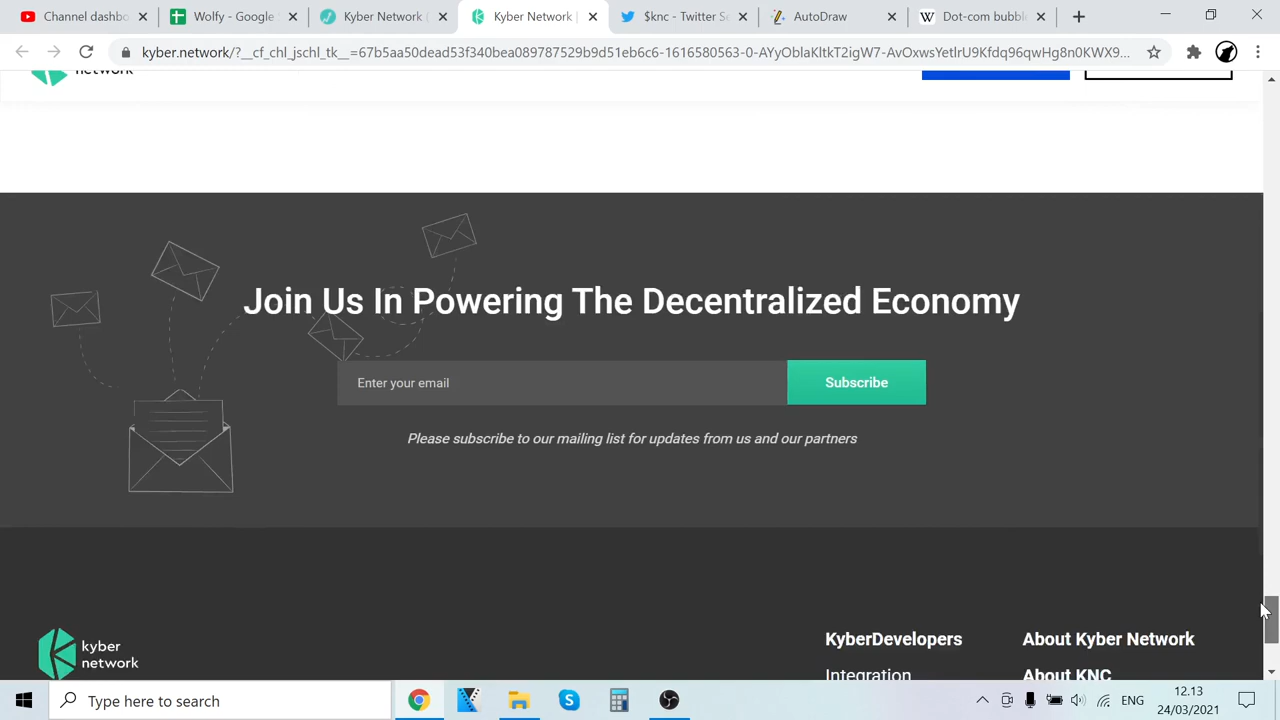 Channel dashbo
Wolfy - Google
Kyber Network (
Kyber Network |
$knc - Twitter Se
AutoDraw
W
Dot-com bubble
kyber.network/?__cf_chl_jschl_tk__=67b5aa50dead53f340bea009787529b9d51eb6c6-1616580563-0-AYyOblaKltkT2igW7-AvOxwsYetlrU9Kfdq96qwHg8n0KWX9...
network
Join Us In Powering The Decentralized Economy
Enter your email
Subscribe
Please subscribe to our mailing list for updates from us and our partners
kyber
network
KyberDevelopers
About Kyber Network
Integration
About KNC
Type here to search
ENG
12.13
24/03/2021